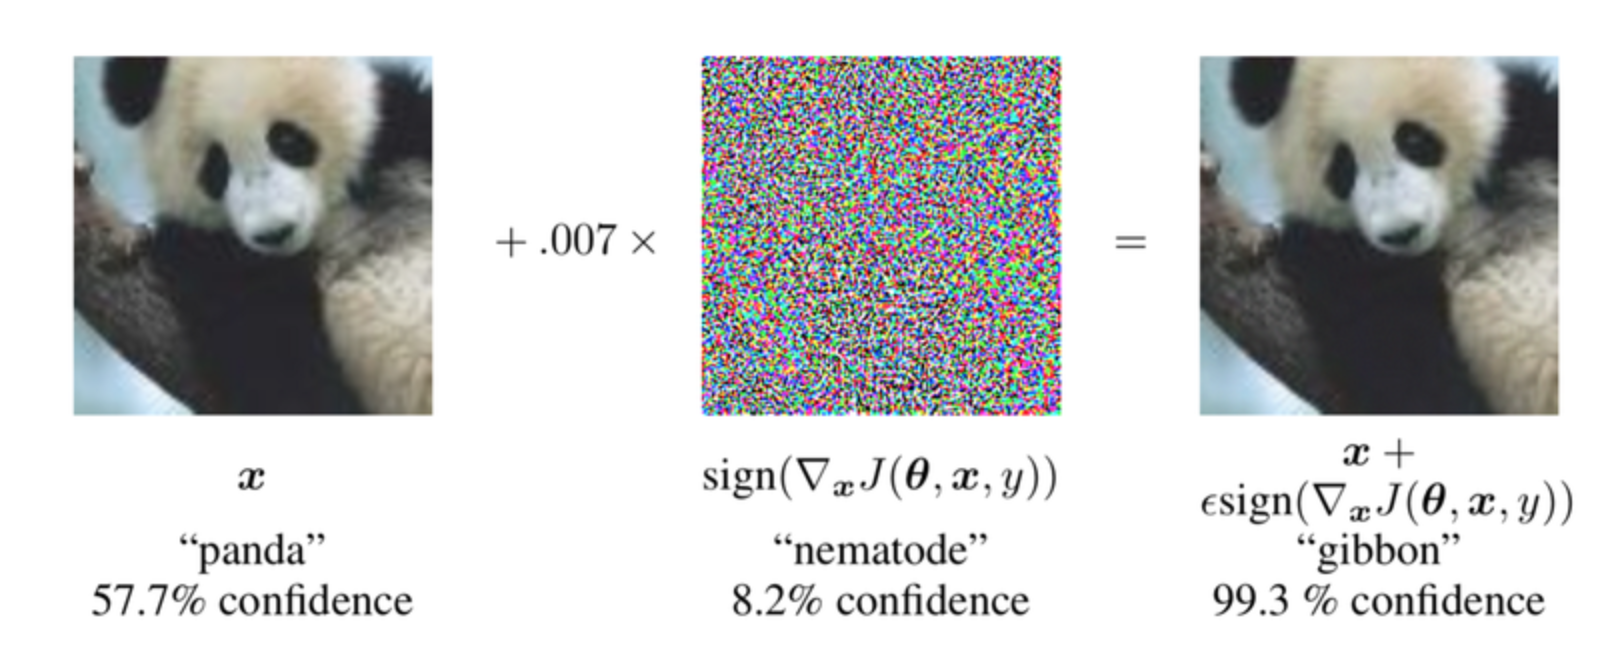 + .007 ×
=
x
“panda”
57.7% confidence
sign(∇ₓJ(θ, x, y))
“nematode”
8.2% confidence
x +
ϵsign(∇ₓJ(θ, x, y))
“gibbon”
99.3 % confidence